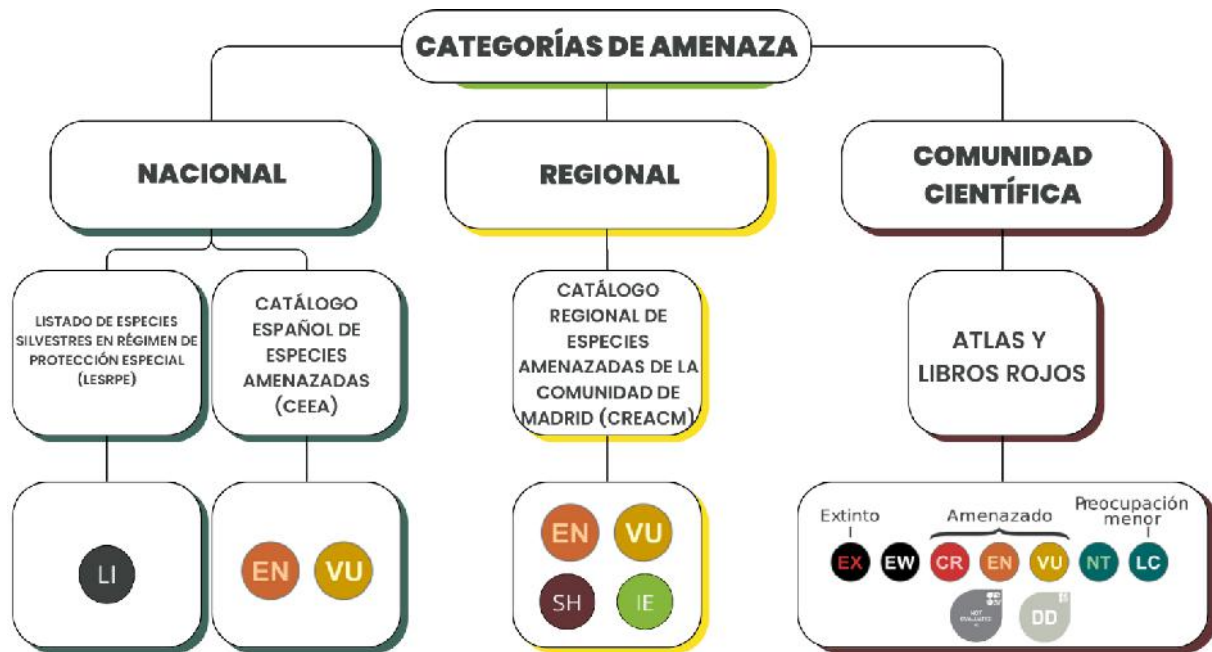 CATEGORÍAS DE AMENAZA
NACIONAL
REGIONAL
COMUNIDAD
CIENTÍFICA
LISTADO DE ESPECIES
SILVESTRES EN RÉGIMEN DE
PROTECCIÓN ESPECIAL
(LESRPE)
CATÁLOGO
ESPAÑOL DE
ESPECIES
AMENAZADAS
(CEEA)
CATÁLOGO
REGIONAL DE
ESPECIES
AMENAZADAS DE LA
COMUNIDAD DE
MADRID (CREACM)
ATLAS Y
LIBROS ROJOS
LI
EN VU
EN VU
SH IE
Extinto Amenazado Preocupación
menor
EX EW CR EN VU NT LC
NOT
EVALUATED
DD